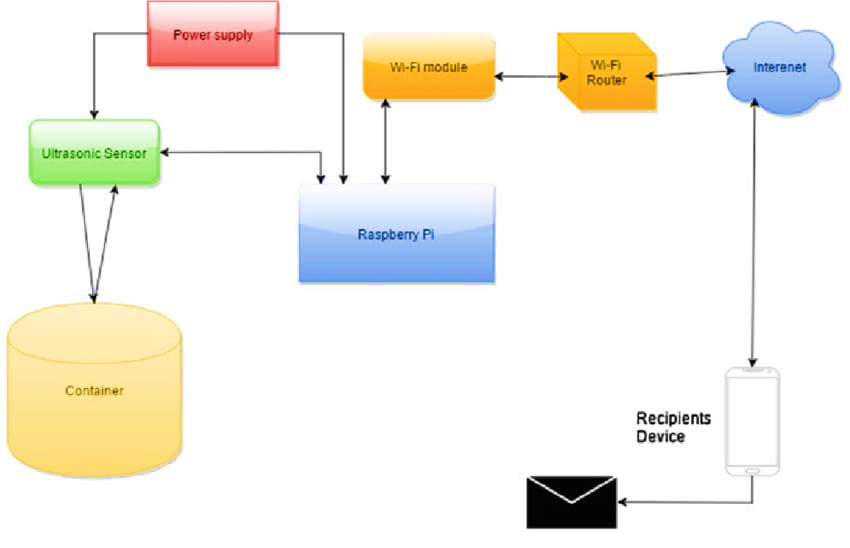 Power supply
Wi-Fi module
Wi-Fi
Router
Interenet
Ultrasonic Sensor
Raspberry Pi
Container
Recipients
Device